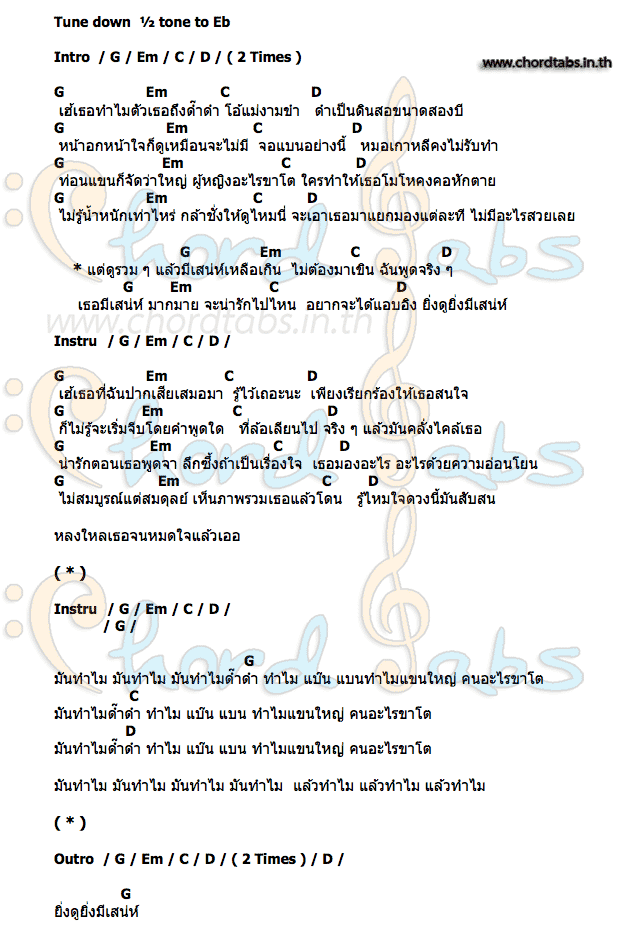 Tune down ½ tone to Eb
www.chordtabs.in.th
Intro / G / Em / C / D / ( 2 Times )
G Em C D
เฮ้เธอทำไมตัวเธอถึงด๊ำดำ โอ้แม่งามขำ ดำเป็นดินสอขนาดสองบี
G Em C D
หน้าอกหน้าใจก็ดูเหมือนจะไม่มี จอแบนอย่างนี้ หมอเกาหลีคงไม่รับทำ
G Em C D
ท่อนแขนก็จัดว่าใหญ่ ผู้หญิงอะไรขาโต ใครทำให้เธอโมโหคงคอหักตาย
G Em C D
ไม่รู้น้ำหนักเท่าไหร่ กล้าชั่งให้ดูไหมนี่ จะเอาเธอมาแยกมองแต่ละที ไม่มีอะไรสวยเลย
G Em C D
* แต่ดูรวม ๆ แล้วมีเสน่ห์เหลือเกิน ไม่ต้องมาเขิน ฉันพูดจริง ๆ
G Em C D
เธอมีเสน่ห์ มากมาย จะน่ารักไปไหน อยากจะได้แอบอิง ยิ่งดูยิ่งมีเสน่ห์
www.chordtabs.in.th
Instru / G / Em / C / D /
G Em C D
เฮ้เธอที่ฉันปากเสียเสมอมา รู้ไว้เถอะนะ เพียงเรียกร้องให้เธอสนใจ
G Em C D
ก็ไม่รู้จะเริ่มจีบโดยคำพูดใด ที่ล้อเลียนไป จริง ๆ แล้วมันคลั่งไคล้เธอ
G Em C D
น่ารักตอนเธอพูดจา ลึกซึ้งถ้าเป็นเรื่องใจ เธอมองอะไร อะไรด้วยความอ่อนโยน
G Em C D
ไม่สมบูรณ์แต่สมดุลย์ เห็นภาพรวมเธอแล้วโดน รู้ไหมใจดวงนี้มันสับสน
หลงใหลเธอจนหมดใจแล้วเออ
( * )
Instru / G / Em / C / D /
/ G /
G
มันทำไม มันทำไม มันทำไมด๊ำดำ ทำไม แบ๊น แบนทำไมแขนใหญ่ คนอะไรขาโต
C
มันทำไมด๊ำดำ ทำไม แบ๊น แบน ทำไมแขนใหญ่ คนอะไรขาโต
D
มันทำไมด๊ำดำ ทำไม แบ๊น แบน ทำไมแขนใหญ่ คนอะไรขาโต
มันทำไม มันทำไม มันทำไม มันทำไม แล้วทำไม แล้วทำไม แล้วทำไม
( * )
Outro / G / Em / C / D / ( 2 Times ) / D /
G
ยิ่งดูยิ่งมีเสน่ห์